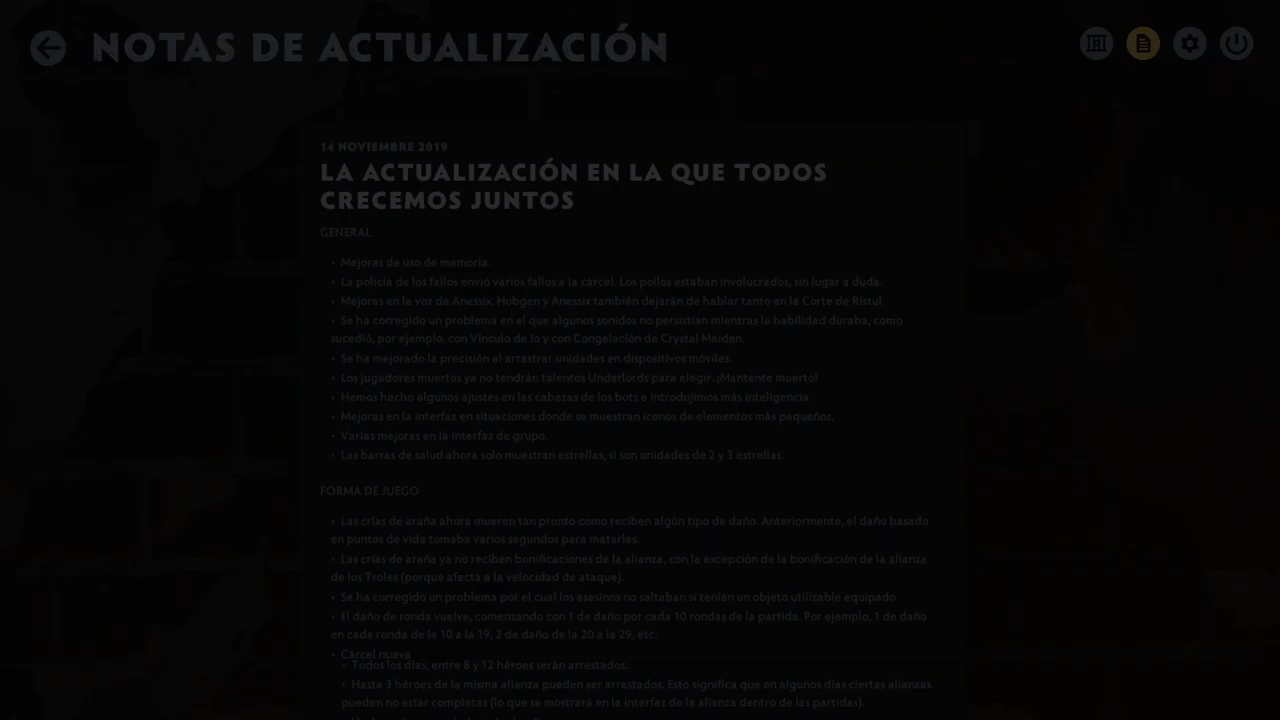 NOTAS DE ACTUALIZACIÓN
14 NOVIEMBRE 2019
LA ACTUALIZACIÓN EN LA QUE TODOS
CRECEMOS JUNTOS
GENERAL
• Mejoras de uso de memoria.
• La policía de los fallos envió varios fallos a la cárcel. Los pollos estaban involucrados, sin lugar a duda.
• Mejoras en la voz de Anessix. Hobgen y Anessix también dejarán de hablar tanto en la Corte de Ristul.
• Se ha corregido un problema en el que algunos sonidos no persistían mientras la habilidad duraba, como
sucedió, por ejemplo, con Vínculo de Io y con Congelación de Crystal Maiden.
• Se ha mejorado la precisión al arrastrar unidades en dispositivos móviles.
• Los jugadores muertos ya no tendrán talentos Underlords para elegir. ¡Mantente muerto!
• Hemos hecho algunos ajustes en las cabezas de los bots e introdujimos más inteligencia.
• Mejoras en la interfaz en situaciones donde se muestran iconos de elementos más pequeños.
• Varias mejoras en la interfaz de grupo.
• Las barras de salud ahora solo muestran estrellas, si son unidades de 2 y 3 estrellas.
FORMA DE JUEGO
• Las crías de araña ahora mueren tan pronto como reciben algún tipo de daño. Anteriormente, el daño basado
en puntos de vida tomaba varios segundos para matarlas.
• Las crías de araña ya no reciben bonificaciones de la alianza, con la excepción de la bonificación de la alianza
de los Troles (porque afecta a la velocidad de ataque).
• Se ha corregido un problema por el cual los asesinos no saltaban si tenían un objeto utilizable equipado
• El daño de ronda vuelve, comenzando con 1 de daño por cada 10 rondas de la partida. Por ejemplo, 1 de daño
en cada ronda de la 10 a la 19, 2 de daño de la 20 a la 29, etc.
• Cárcel nueva
• Todos los días, entre 8 y 12 héroes serán arrestados.
• Hasta 3 héroes de la misma alianza pueden ser arrestados. Esto significa que en algunos días ciertas alianzas
pueden no estar completas (lo que se mostrará en la interfaz de la alianza dentro de las partidas).